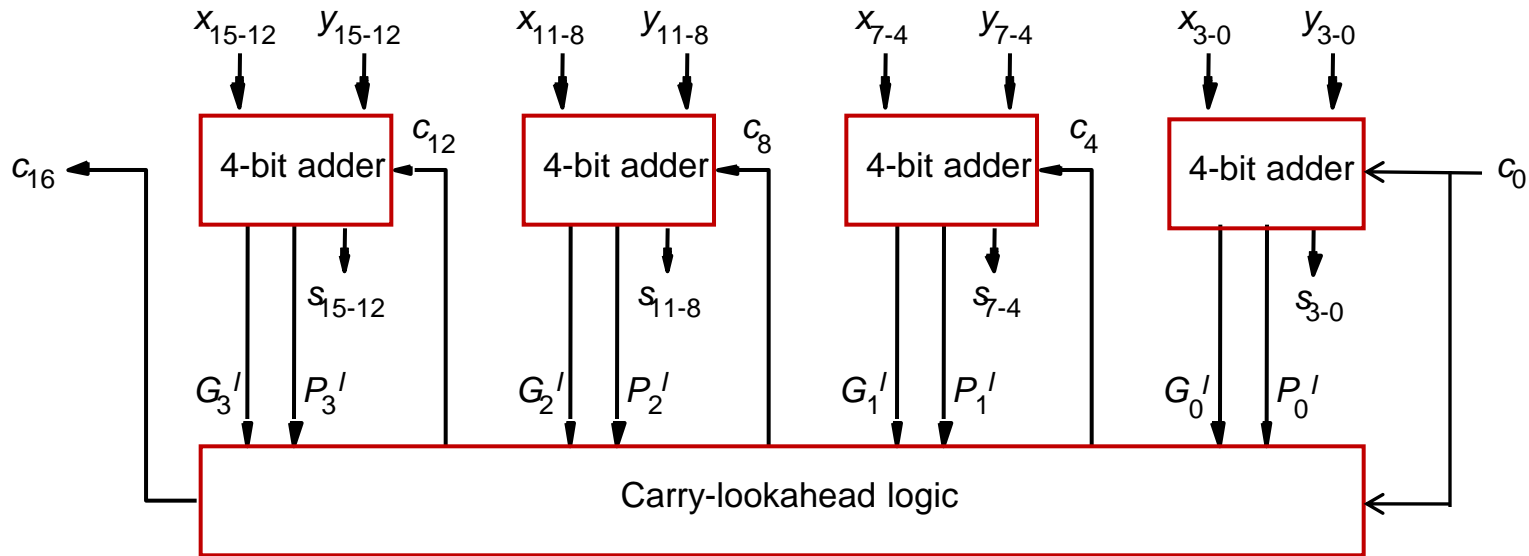 x15-12 y15-12 x11-8 y11-8 x7-4 y7-4 x3-0 y3-0
c12 c8 c4
c16 4-bit adder 4-bit adder 4-bit adder 4-bit adder c0
s15-12 s11-8 s7-4 s3-0
G3I P3I G2I P2I G1I P1I G0I P0I
Carry-lookahead logic